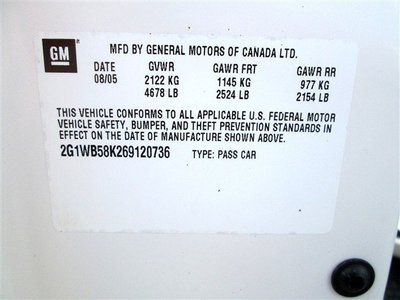 GM
MFD BY GENERAL MOTORS OF CANADA LTD.
DATE GVWR GAWR FRT GAWR RR
08/05 2122 KG 1145 KG 977 KG
4678 LB 2524 LB 2154 LB
THIS VEHICLE CONFORMS TO ALL APPLICABLE U.S. FEDERAL MOTOR
VEHICLE SAFETY, BUMPER, AND THEFT PREVENTION STANDARDS IN
EFFECT ON THE DATE OF MANUFACTURE SHOWN ABOVE.
2G1WB58K269120736 TYPE: PASS CAR